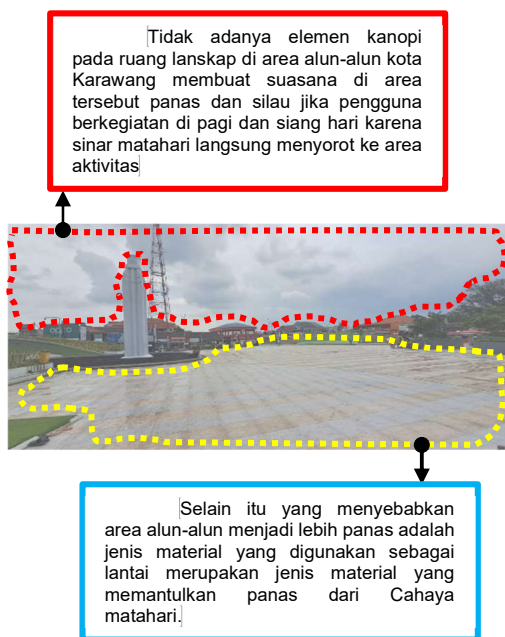 Tidak adanya elemen kanopi
pada ruang lanskap di area alun-alun kota
Karawang membuat suasana di area
tersebut panas dan silau jika pengguna
berkegiatan di pagi dan siang hari karena
sinar matahari langsung menyorot ke area
aktivitas
Selain itu yang menyebabkan
area alun-alun menjadi lebih panas adalah
jenis material yang digunakan sebagai
lantai merupakan jenis material yang
memantulkan panas dari Cahaya
matahari.